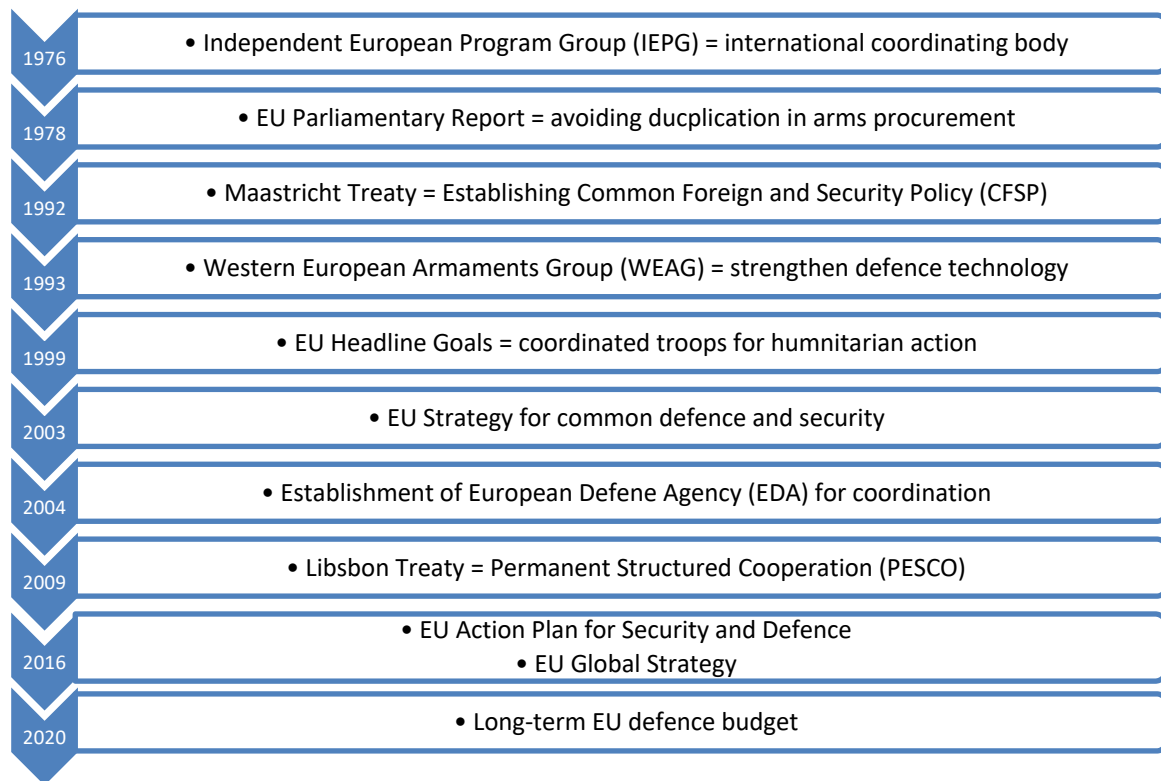 1976
• Independent European Program Group (IEPG) = international coordinating body
1978
• EU Parliamentary Report = avoiding ducplication in arms procurement
1992
• Maastricht Treaty = Establishing Common Foreign and Security Policy (CFSP)
1993
• Western European Armaments Group (WEAG) = strengthen defence technology
1999
• EU Headline Goals = coordinated troops for humnitarian action
2003
• EU Strategy for common defence and security
2004
• Establishment of European Defene Agency (EDA) for coordination
2009
• Libsbon Treaty = Permanent Structured Cooperation (PESCO)
2016
• EU Action Plan for Security and Defence
• EU Global Strategy
2020
• Long-term EU defence budget